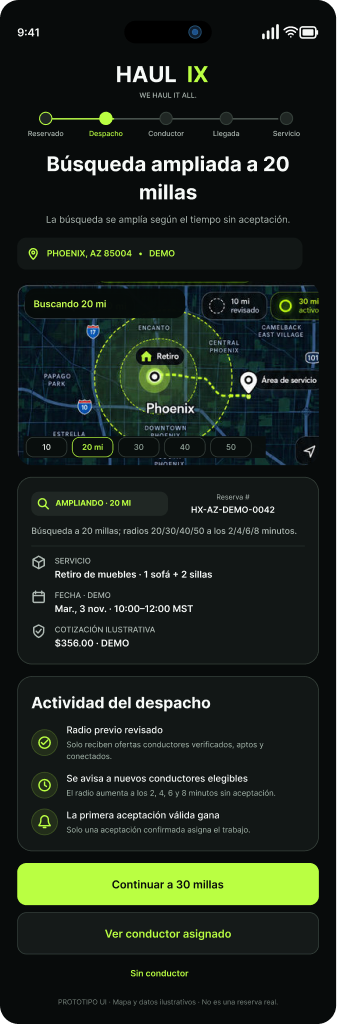 9:41
HAUL IX
WE HAUL IT ALL.
Reservado Despacho Conductor Llegada Servicio
Búsqueda ampliada a 20
millas
La búsqueda se amplía según el tiempo sin aceptación.
PHOENIX, AZ 85004 • DEMO
Buscando 20 mi
10 mi
revisado
30 mi
activo
17
ENCANTO
CAMELBACK
EAST VILLAGE
CENTRAL
PHOENIX
101
Retiro
PAPAGO
PARK
Área de servicio
10
Phoenix
ESTRELLA
DOWNTOWN
PHOENIX
10 20 mi 30 40 50
AMPLIANDO · 20 MI
Reserva #
HX-AZ-DEMO-0042
Búsqueda a 20 millas; radios 20/30/40/50 a los 2/4/6/8 minutos.
SERVICIO
Retiro de muebles · 1 sofá + 2 sillas
FECHA · DEMO
Mar., 3 nov. · 10:00–12:00 MST
COTIZACIÓN ILUSTRATIVA
$356.00 · DEMO
Actividad del despacho
Radio previo revisado
Solo reciben ofertas conductores verificados, aptos y
conectados.
Se avisa a nuevos conductores elegibles
El radio aumenta a los 2, 4, 6 y 8 minutos sin aceptación.
La primera aceptación válida gana
Solo una aceptación confirmada asigna el trabajo.
Continuar a 30 millas
Ver conductor asignado
Sin conductor
PROTOTIPO UI · Mapa y datos ilustrativos · No es una reserva real.